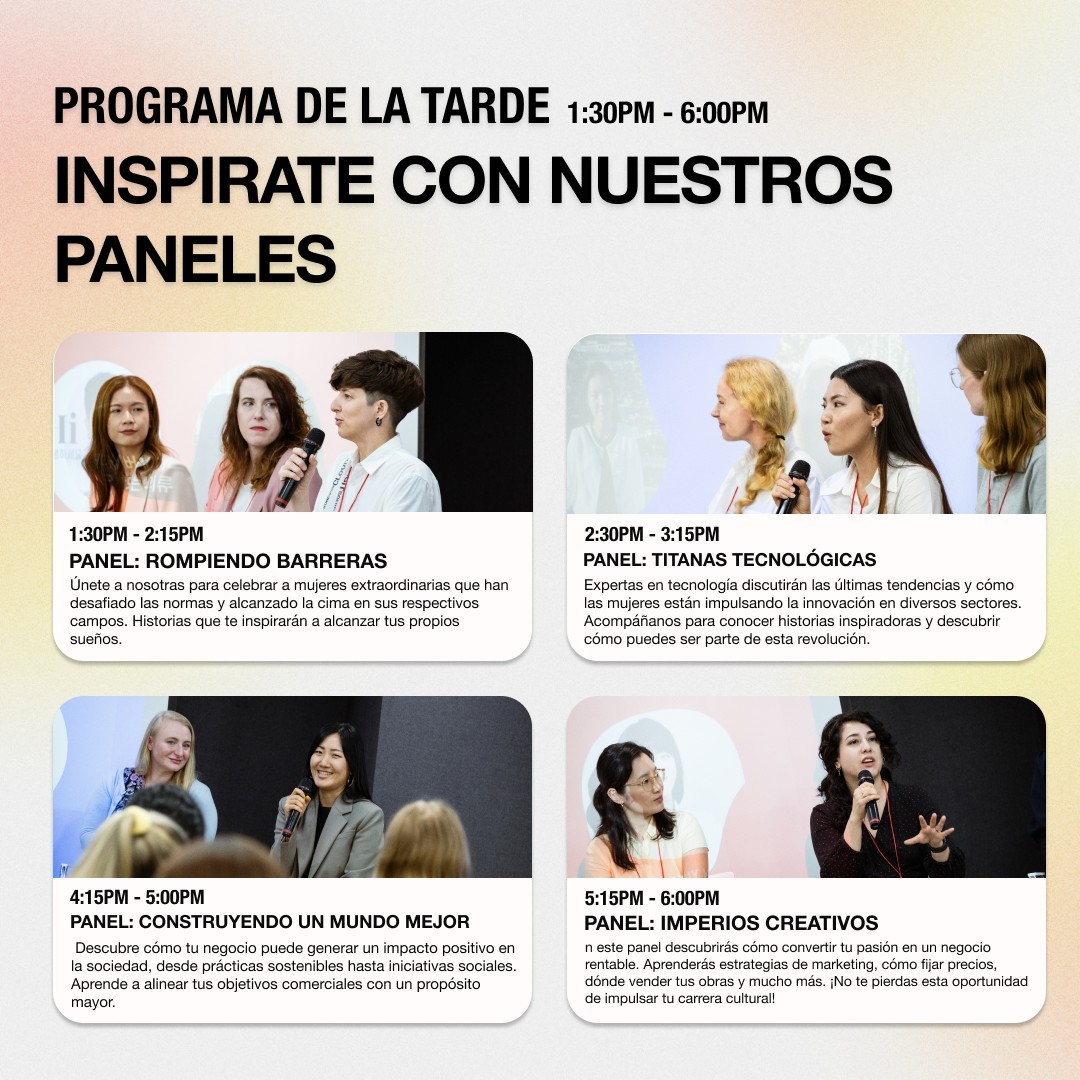 PROGRAMA DE LA TARDE 1:30PM - 6:00PM
INSPIRATE CON NUESTROS
PANELES
1:30PM - 2:15PM
PANEL: ROMPIENDO BARRERAS
Únete a nosotras para celebrar a mujeres extraordinarias que han
desafiado las normas y alcanzado la cima en sus respectivos
campos. Historias que te inspirarán a alcanzar tus propios
sueños.
2:30PM - 3:15PM
PANEL: TITANAS TECNOLÓGICAS
Expertas en tecnología discutirán las últimas tendencias y cómo
las mujeres están impulsando la innovación en diversos sectores.
Acompáñanos para conocer historias inspiradoras y descubrir
cómo puedes ser parte de esta revolución.
4:15PM - 5:00PM
PANEL: CONSTRUYENDO UN MUNDO MEJOR
Descubre cómo tu negocio puede generar un impacto positivo en
la sociedad, desde prácticas sostenibles hasta iniciativas sociales.
Aprende a alinear tus objetivos comerciales con un propósito
mayor.
5:15PM - 6:00PM
PANEL: IMPERIOS CREATIVOS
n este panel descubrirás cómo convertir tu pasión en un negocio
rentable. Aprenderás estrategias de marketing, cómo fijar precios,
dónde vender tus obras y mucho más. ¡No te pierdas esta oportunidad
de impulsar tu carrera cultural!